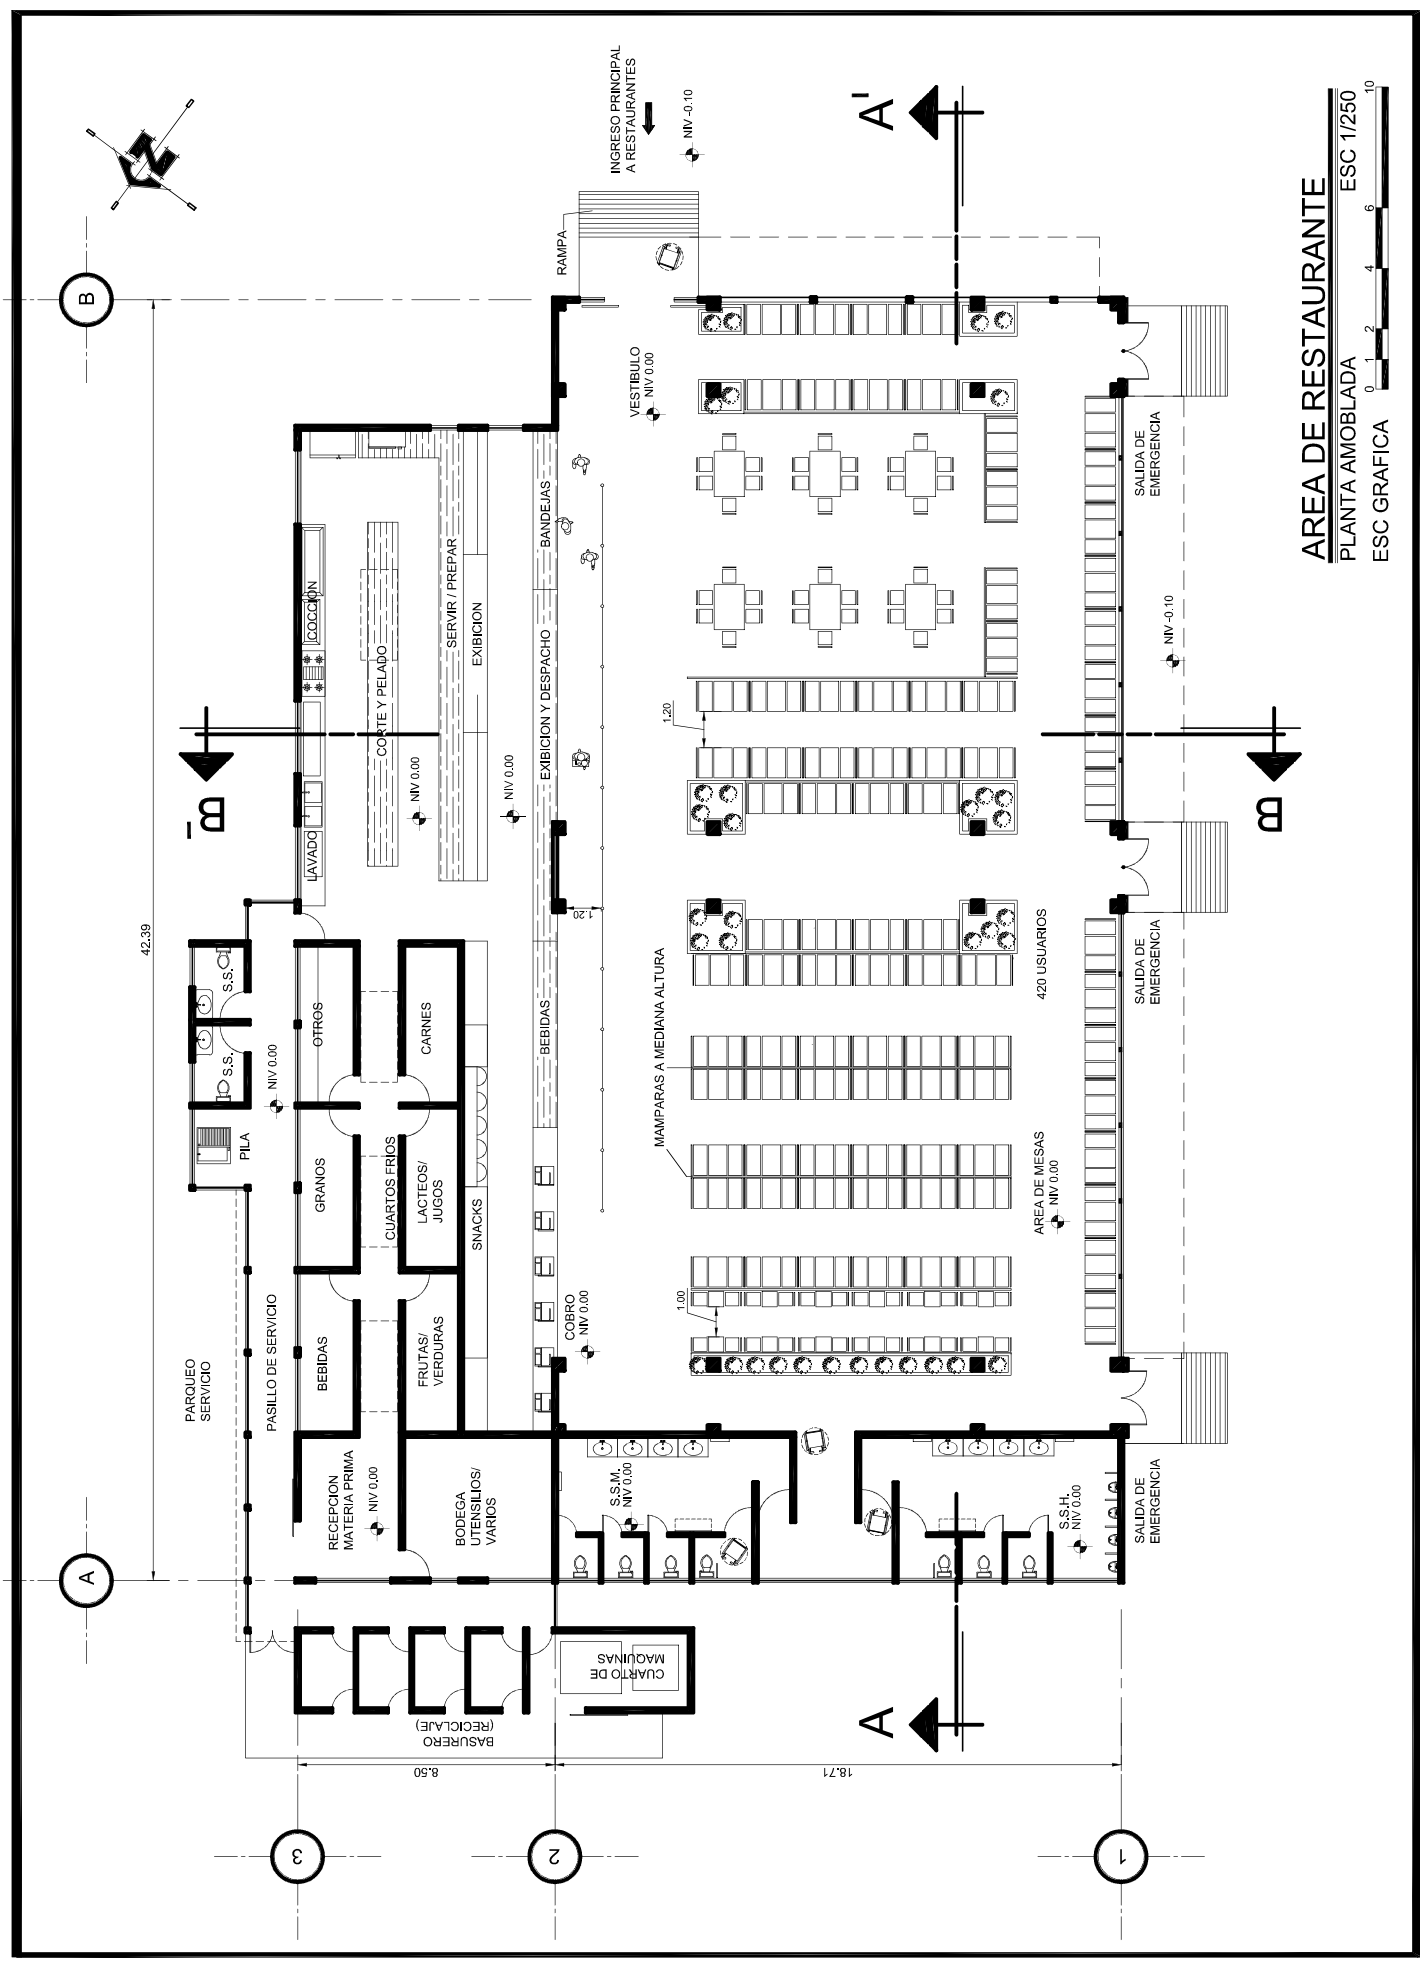 AREA DE RESTAURANTE
PLANTA AMOBLADA
ESC 1/250
ESC GRAFICA
0 1 2 4 6 10
N
A
B
42.39
PARQUEO
SERVICIO
PASILLO DE SERVICIO
PILA
S.S.
S.S.
NIV 0.00
B'
LAVADO
COCCION
BEBIDAS
GRANOS
OTROS
RECEPCION
MATERIA PRIMA
NIV 0.00
CUARTOS FRIOS
CORTE Y PELADO
NIV 0.00
FRUTAS/
VERDURAS
LACTEOS/
JUGOS
CARNES
SERVIR / PREPAR
EXIBICION
BODEGA
UTENSILIOS/
VARIOS
SNACKS
NIV 0.00
BEBIDAS
EXIBICION Y DESPACHO
BANDEJAS
RAMPA
COBRO
NIV 0.00
1.20
INGRESO PRINCIPAL
A RESTAURANTES
NIV -0.10
VESTIBULO
NIV 0.00
S.S.M.
NIV 0.00
MAMPARAS A MEDIANA ALTURA
1.00
1.20
A
A'
AREA DE MESAS
NIV 0.00
420 USUARIOS
S.S.H.
NIV 0.00
SALIDA DE
EMERGENCIA
SALIDA DE
EMERGENCIA
SALIDA DE
EMERGENCIA
NIV -0.10
B
BASURERO
(RECICLAJE)
CUARTO DE
MAQUINAS
8.50
18.71
3
2
1